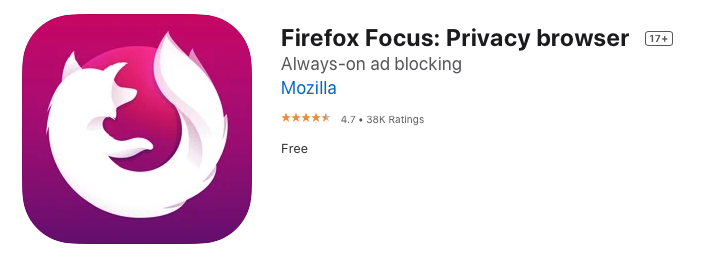 Firefox Focus: Privacy browser 17+
Always-on ad blocking
Mozilla
4.7 • 38K Ratings
Free